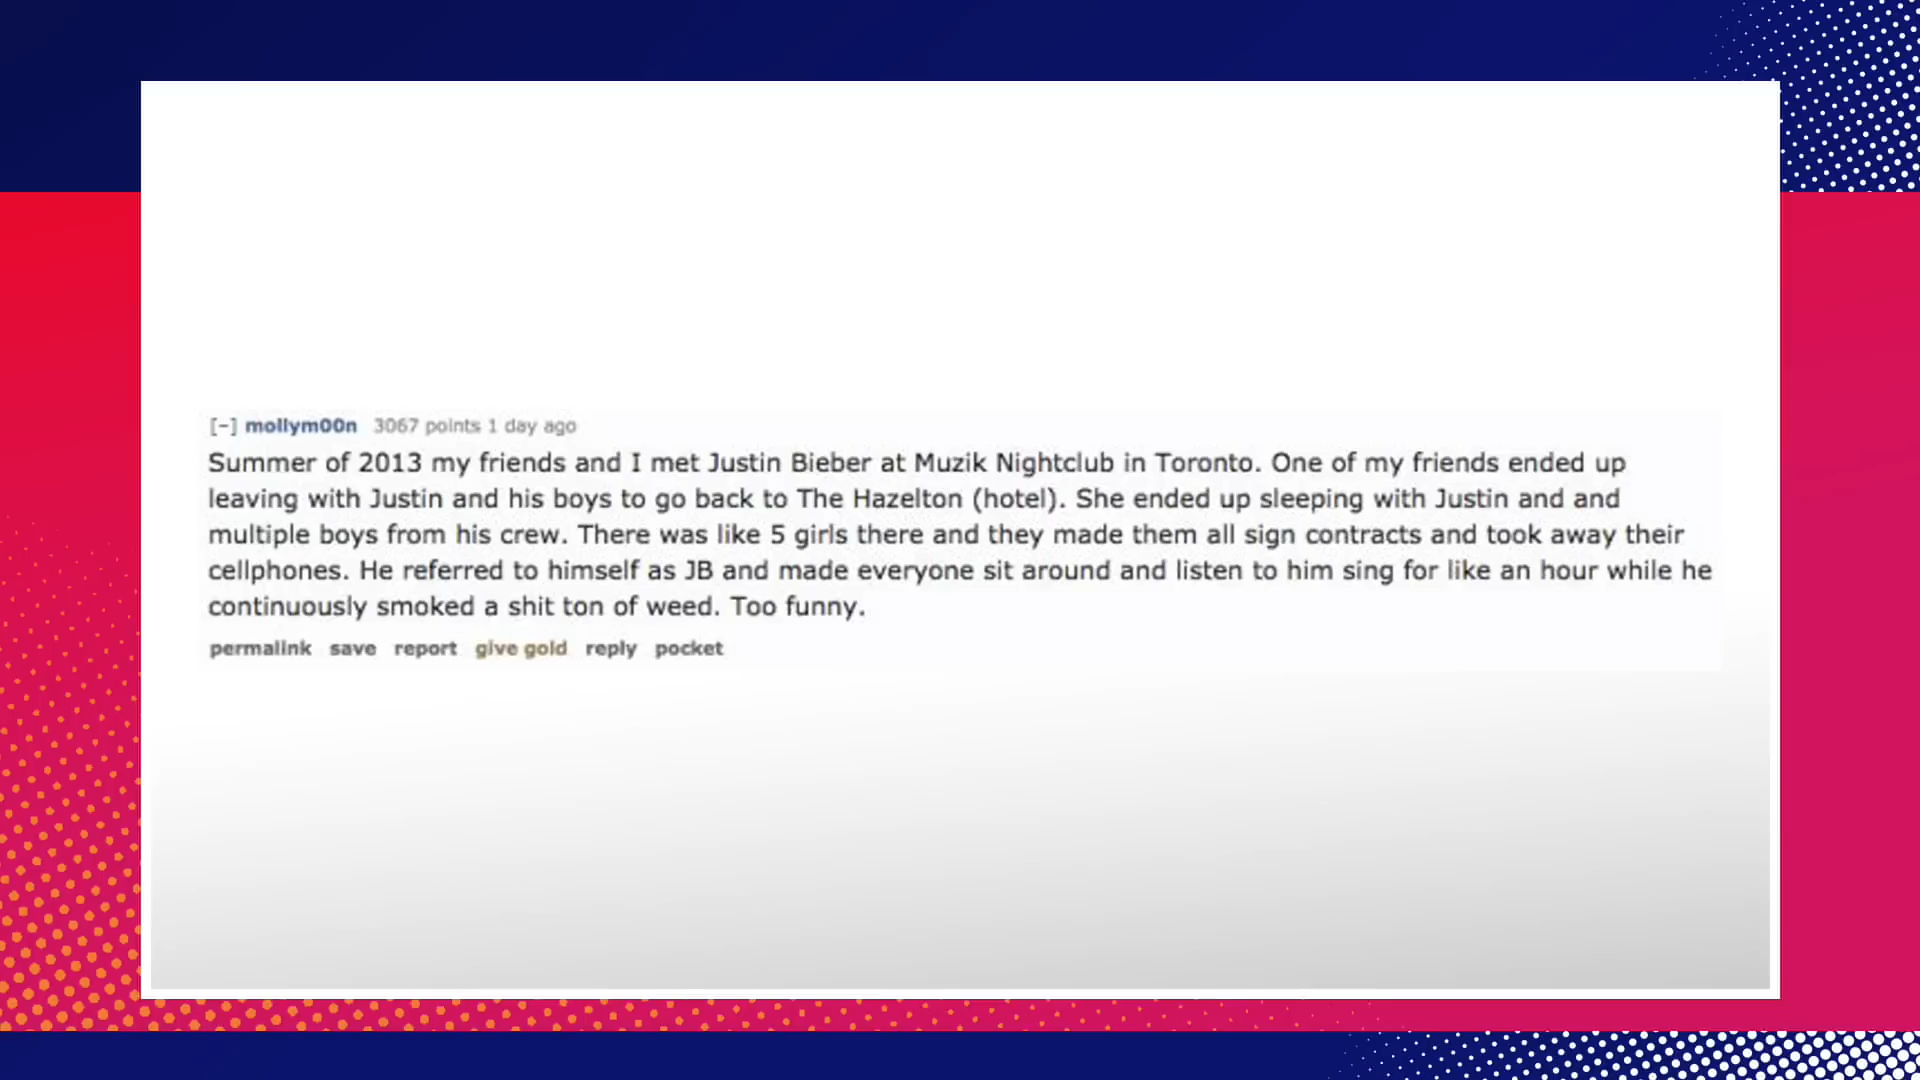 [-] mollym00n 3067 points 1 day ago
Summer of 2013 my friends and I met Justin Bieber at Muzik Nightclub in Toronto. One of my friends ended up
leaving with Justin and his boys to go back to The Hazelton (hotel). She ended up sleeping with Justin and and
multiple boys from his crew. There was like 5 girls there and they made them all sign contracts and took away their
cellphones. He referred to himself as JB and made everyone sit around and listen to him sing for like an hour while he
continuously smoked a shit ton of weed. Too funny.
permalink save report give gold reply pocket